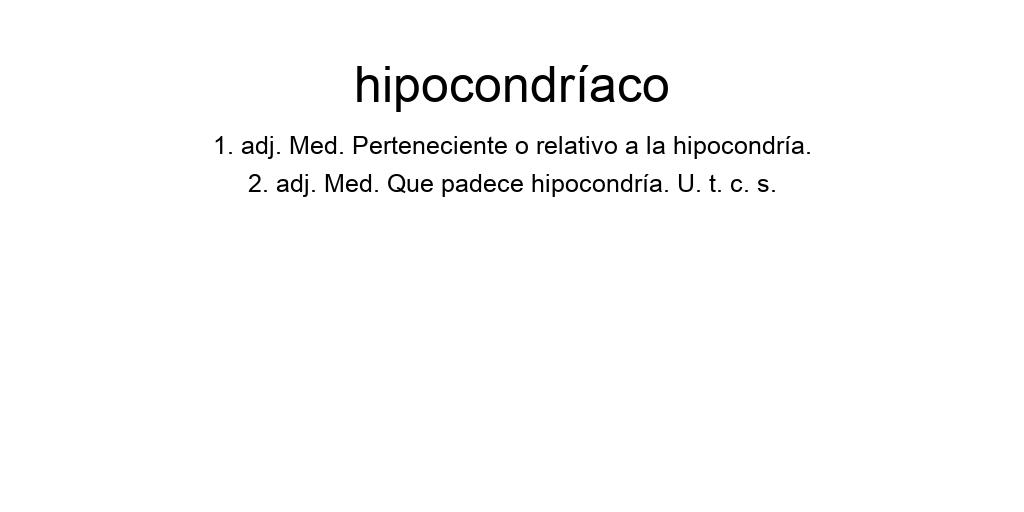 hipocondríaco
1. adj. Med. Perteneciente o relativo a la hipocondría.
2. adj. Med. Que padece hipocondría. U. t. c. s.